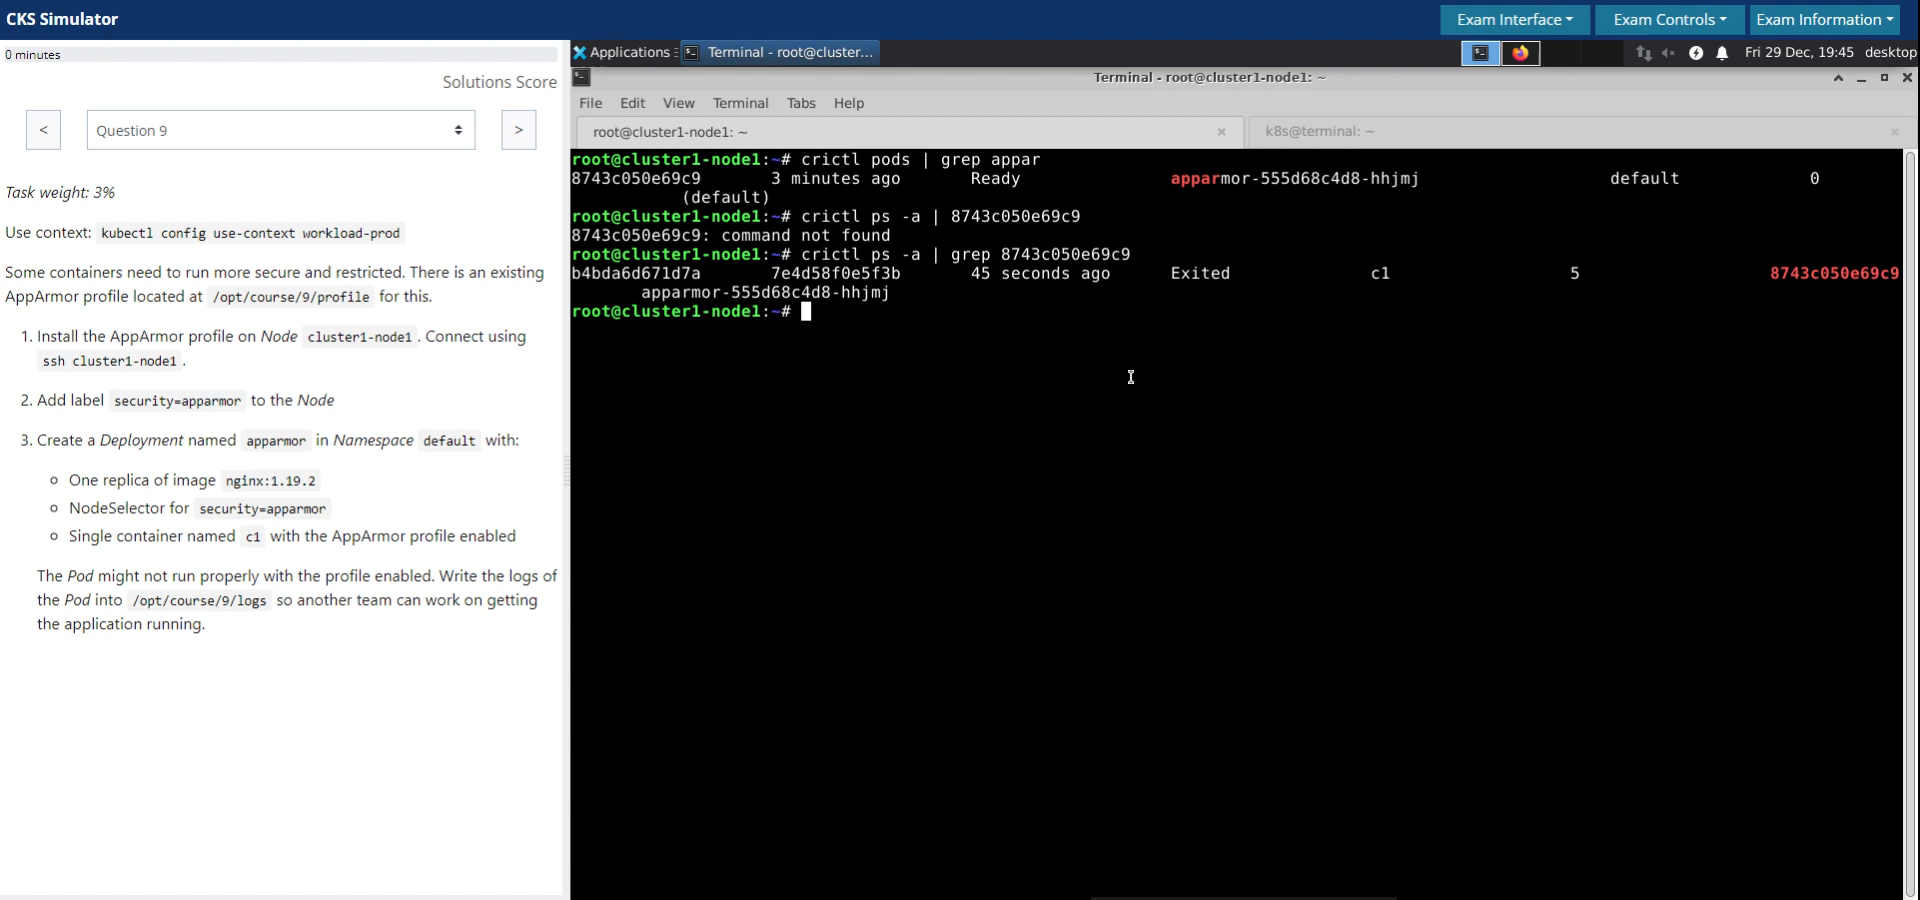 CKS Simulator
Exam Interface
Exam Controls
Exam Information
0 minutes
Solutions Score
<
Question 9
>
Task weight: 3%
Use context: kubectl config use-context workload-prod
Some containers need to run more secure and restricted. There is an existing
AppArmor profile located at /opt/course/9/profile for this.
1. Install the AppArmor profile on Node cluster1-node1 . Connect using
ssh cluster1-node1 .
2. Add label security=apparmor to the Node
3. Create a Deployment named apparmor in Namespace default with:
One replica of image nginx:1.19.2
NodeSelector for security=apparmor
Single container named c1 with the AppArmor profile enabled
The Pod might not run properly with the profile enabled. Write the logs of
the Pod into /opt/course/9/logs so another team can work on getting
the application running.
Applications
Terminal - root@cluster...
Fri 29 Dec, 19:45 desktop
Terminal - root@cluster1-node1: ~
File Edit View Terminal Tabs Help
root@cluster1-node1: ~
k8s@terminal: ~
root@cluster1-node1:~# crictl pods | grep appar
8743c050e69c9 3 minutes ago Ready apparmor-555d68c4d8-hhjmj default 0
(default)
root@cluster1-node1:~# crictl ps -a | 8743c050e69c9
8743c050e69c9: command not found
root@cluster1-node1:~# crictl ps -a | grep 8743c050e69c9
b4bda6d671d7a 7e4d58f0e5f3b 45 seconds ago Exited c1 5 8743c050e69c9
apparmor-555d68c4d8-hhjmj
root@cluster1-node1:~#